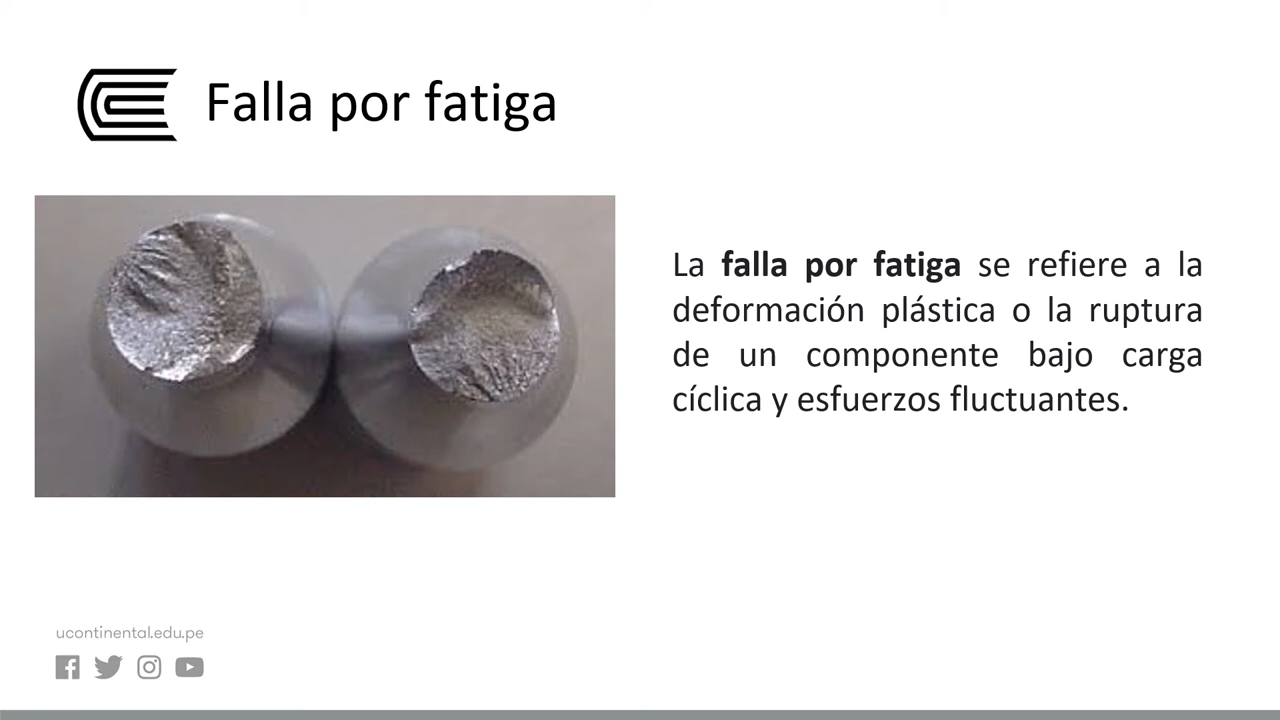 Falla por fatiga
La falla por fatiga se refiere a la
deformación plástica o la ruptura
de un componente bajo carga
cíclica y esfuerzos fluctuantes.
ucontinental.edu.pe